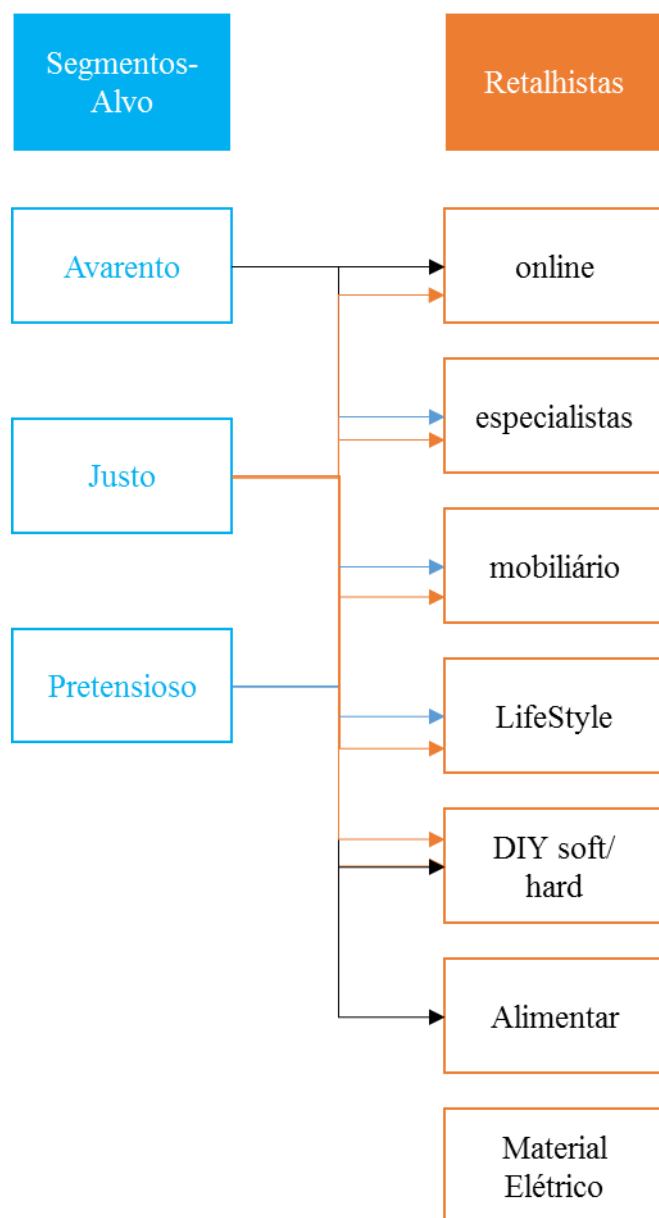 Segmentos-
Alvo
Retalhistas
Avarento
online
especialistas
Justo
mobiliário
Pretensioso
LifeStyle
DIY soft/
hard
Alimentar
Material
Elétrico